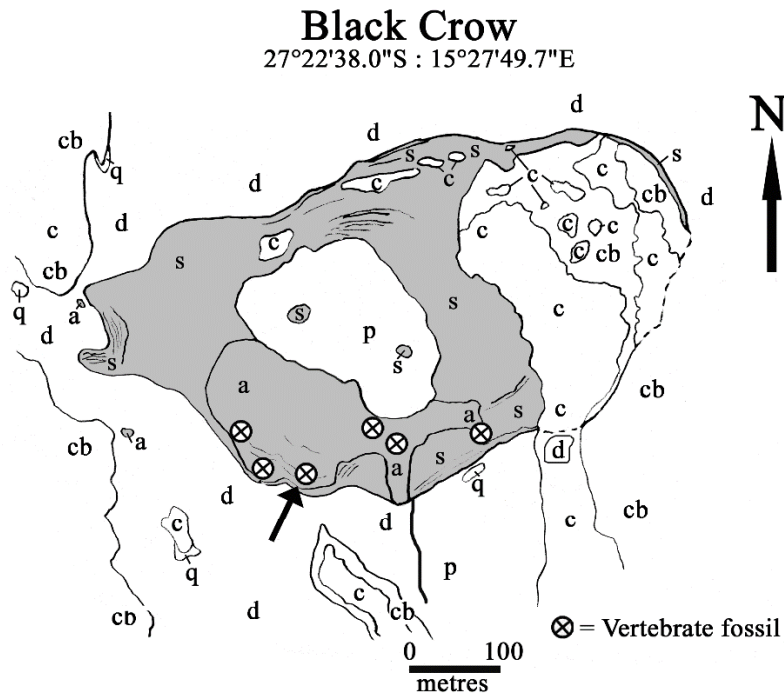 Black Crow
27°22'38.0"S : 15°27'49.7"E
N
d
d
cb
s
s
s
q
c
c
c
c
d
cb
d
d
c
c
c
c
s
c
cb
c
cb
s
c
q
a
s
p
d
s
s
cb
a
a
s
c
a
cb
a
s
d
d
q
c
d
c
cb
q
p
c
cb
cb
d
⊗ = Vertebrate fossil
0 100
metres